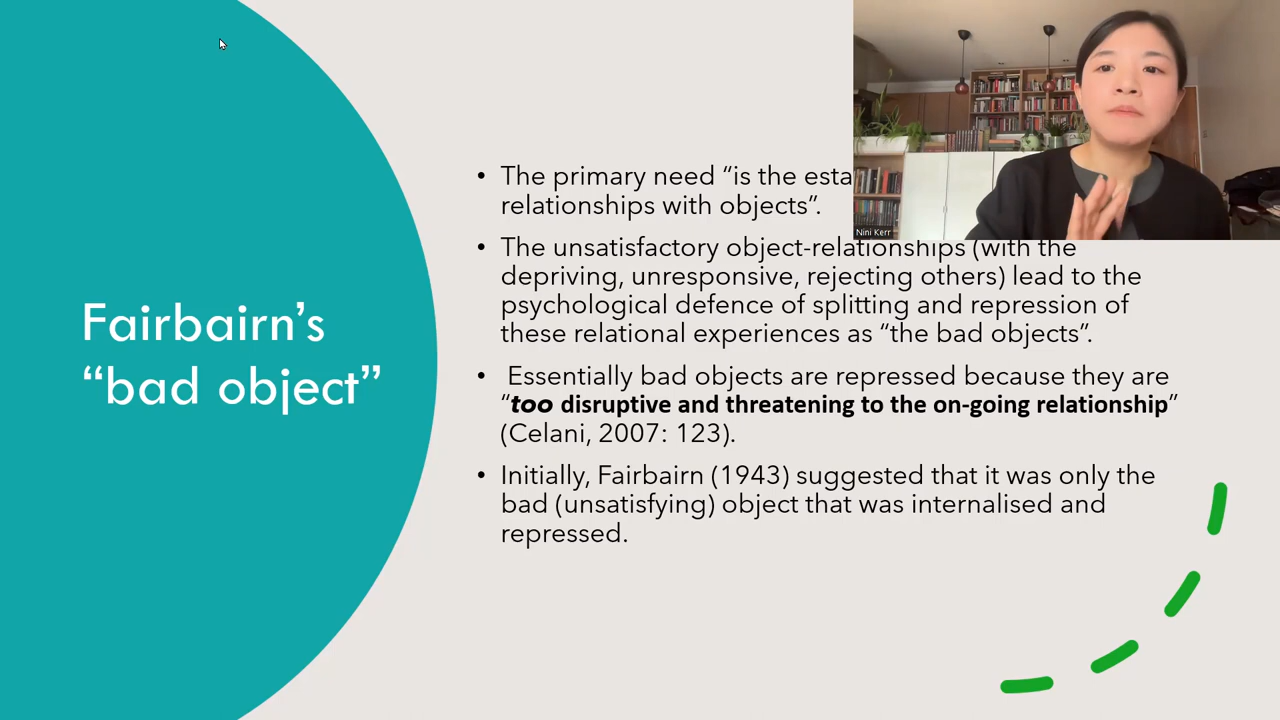 Fairbairn’s
“bad object”
• The primary need “is the
relationships with objects”.
• The unsatisfactory object-relationships (with the
depriving, unresponsive, rejecting others) lead to the
psychological defence of splitting and repression of
these relational experiences as “the bad objects”.
• Essentially bad objects are repressed because they are
“too disruptive and threatening to the on-going relationship”
(Celani, 2007: 123).
• Initially, Fairbairn (1943) suggested that it was only the
bad (unsatisfying) object that was internalised and
repressed.
Nini Kerr